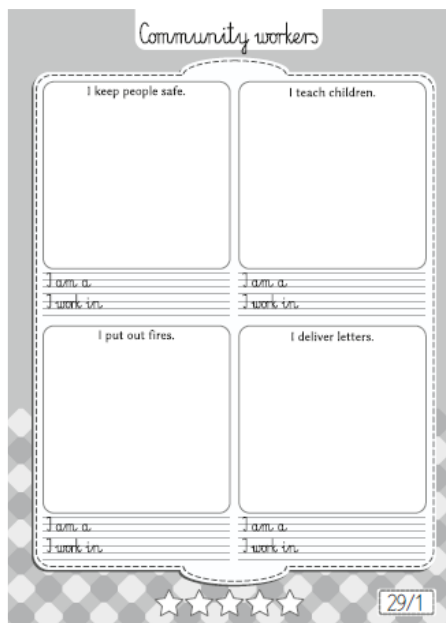 Community workers
I keep people safe.
I teach children.
I am a
I work in
I am a
I work in
I put out fires.
I deliver letters.
I am a
I work in
I am a
I work in
29/1